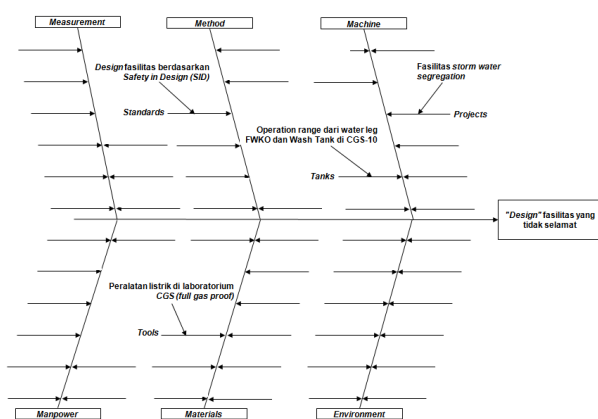 Measurement
Method
Machine
Design fasilitas berdasarkan
Safety in Design (SID)
Standards
Fasilitas storm water
segregation
Projects
Operation range dari water leg
FWKO dan Wash Tank di CGS-10
Tanks
"Design" fasilitas yang
tidak selamat
Peralatan listrik di laboratorium
CGS (full gas proof)
Tools
Manpower
Materials
Environment